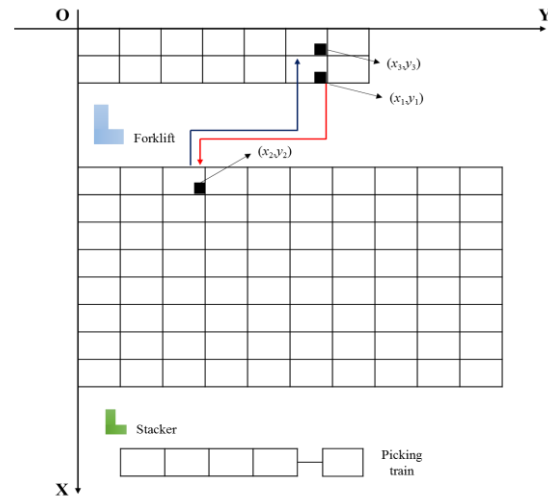 O
Y
(x₃,y₃)
(x₁,y₁)
Forklift
(x₂,y₂)
Stacker
Picking
train
X